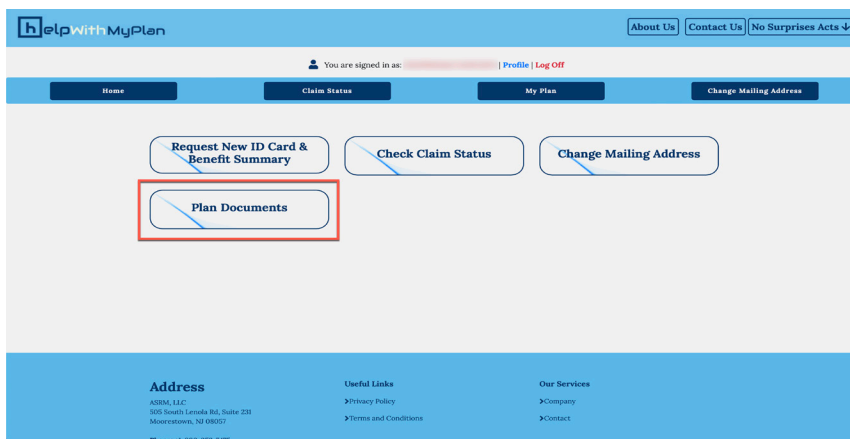 helpWithMyPlan
About Us Contact Us No Surprises Acts
You are signed in as: | Profile | Log Off
Home Claim Status My Plan Change Mailing Address
Request New ID Card &
Benefit Summary
Check Claim Status
Change Mailing Address
Plan Documents
Address
ASRM, LLC
505 South Lenola Rd, Suite 231
Moorestown, NJ 08057
Useful Links
Privacy Policy
Terms and Conditions
Our Services
Company
Contact